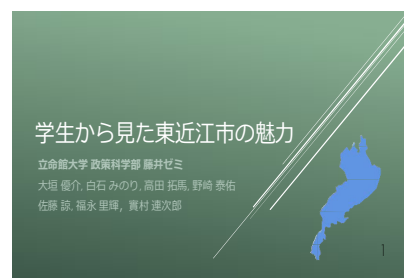 学生から見た東近江市の魅力
立命館大学 政策科学部 藤井ゼミ
大垣 優介, 白石 みのり, 高田 拓馬, 野崎 泰佑
佐藤 諒, 福永 里輝, 實村 連次郎
1